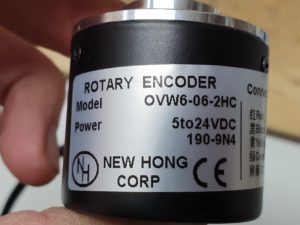 ROTARY ENCODER
Model OVW6-06-2HC
Power 5to24VDC
190-9N4
NH NEW HONG
CORP CE